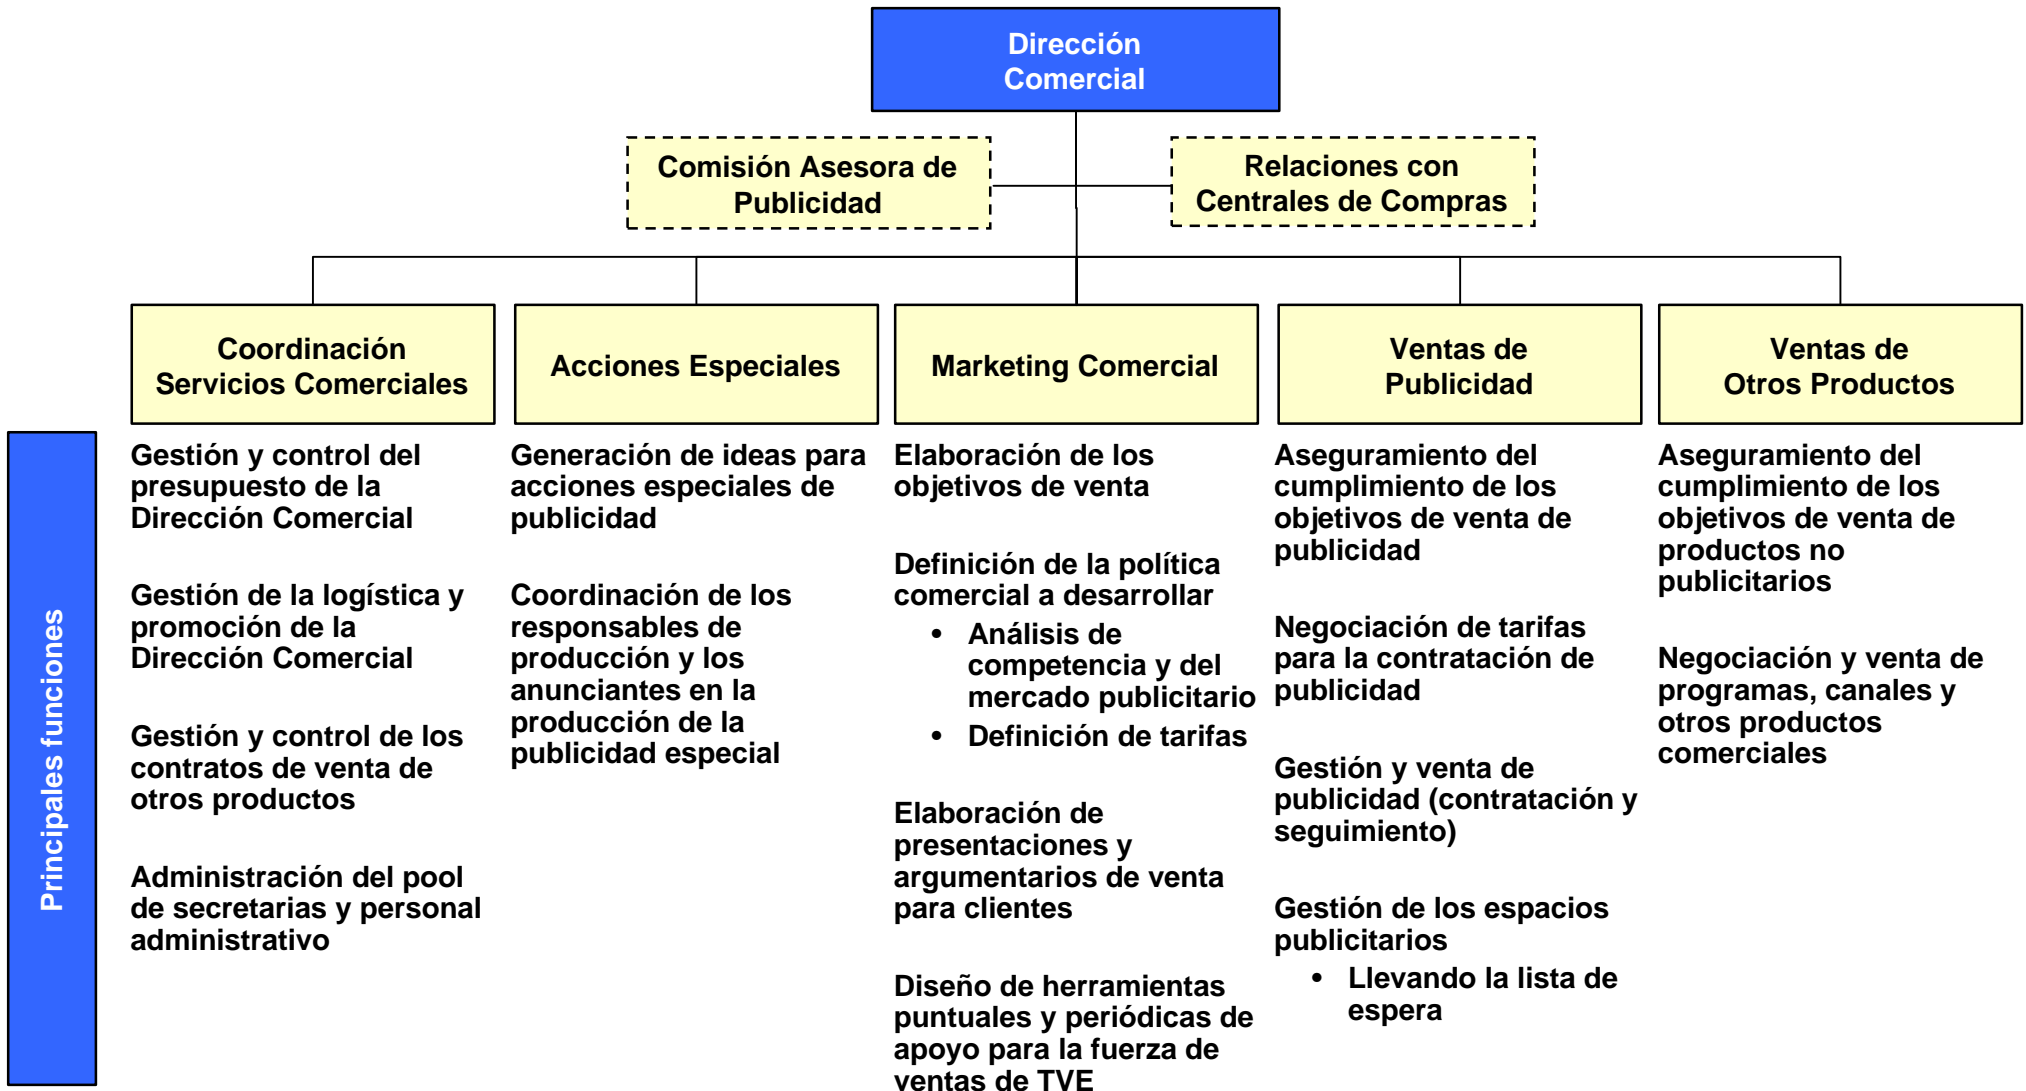 Dirección
Comercial
Comisión Asesora de
Publicidad
Relaciones con
Centrales de Compras
Coordinación
Servicios Comerciales
Acciones Especiales
Marketing Comercial
Ventas de
Publicidad
Ventas de
Otros Productos
Principales funciones
Gestión y control del
presupuesto de la
Dirección Comercial
Gestión de la logística y
promoción de la
Dirección Comercial
Gestión y control de los
contratos de venta de
otros productos
Administración del pool
de secretarias y personal
administrativo
Generación de ideas para
acciones especiales de
publicidad
Coordinación de los
responsables de
producción y los
anunciantes en la
producción de la
publicidad especial
Elaboración de los
objetivos de venta
Definición de la política
comercial a desarrollar
• Análisis de
competencia y del
mercado publicitario
• Definición de tarifas
Elaboración de
presentaciones y
argumentarios de venta
para clientes
Diseño de herramientas
puntuales y periódicas de
apoyo para la fuerza de
ventas de TVE
Aseguramiento del
cumplimiento de los
objetivos de venta de
publicidad
Negociación de tarifas
para la contratación de
publicidad
Gestión y venta de
publicidad (contratación y
seguimiento)
Gestión de los espacios
publicitarios
• Llevando la lista de
espera
Aseguramiento del
cumplimiento de los
objetivos de venta de
productos no
publicitarios
Negociación y venta de
programas, canales y
otros productos
comerciales